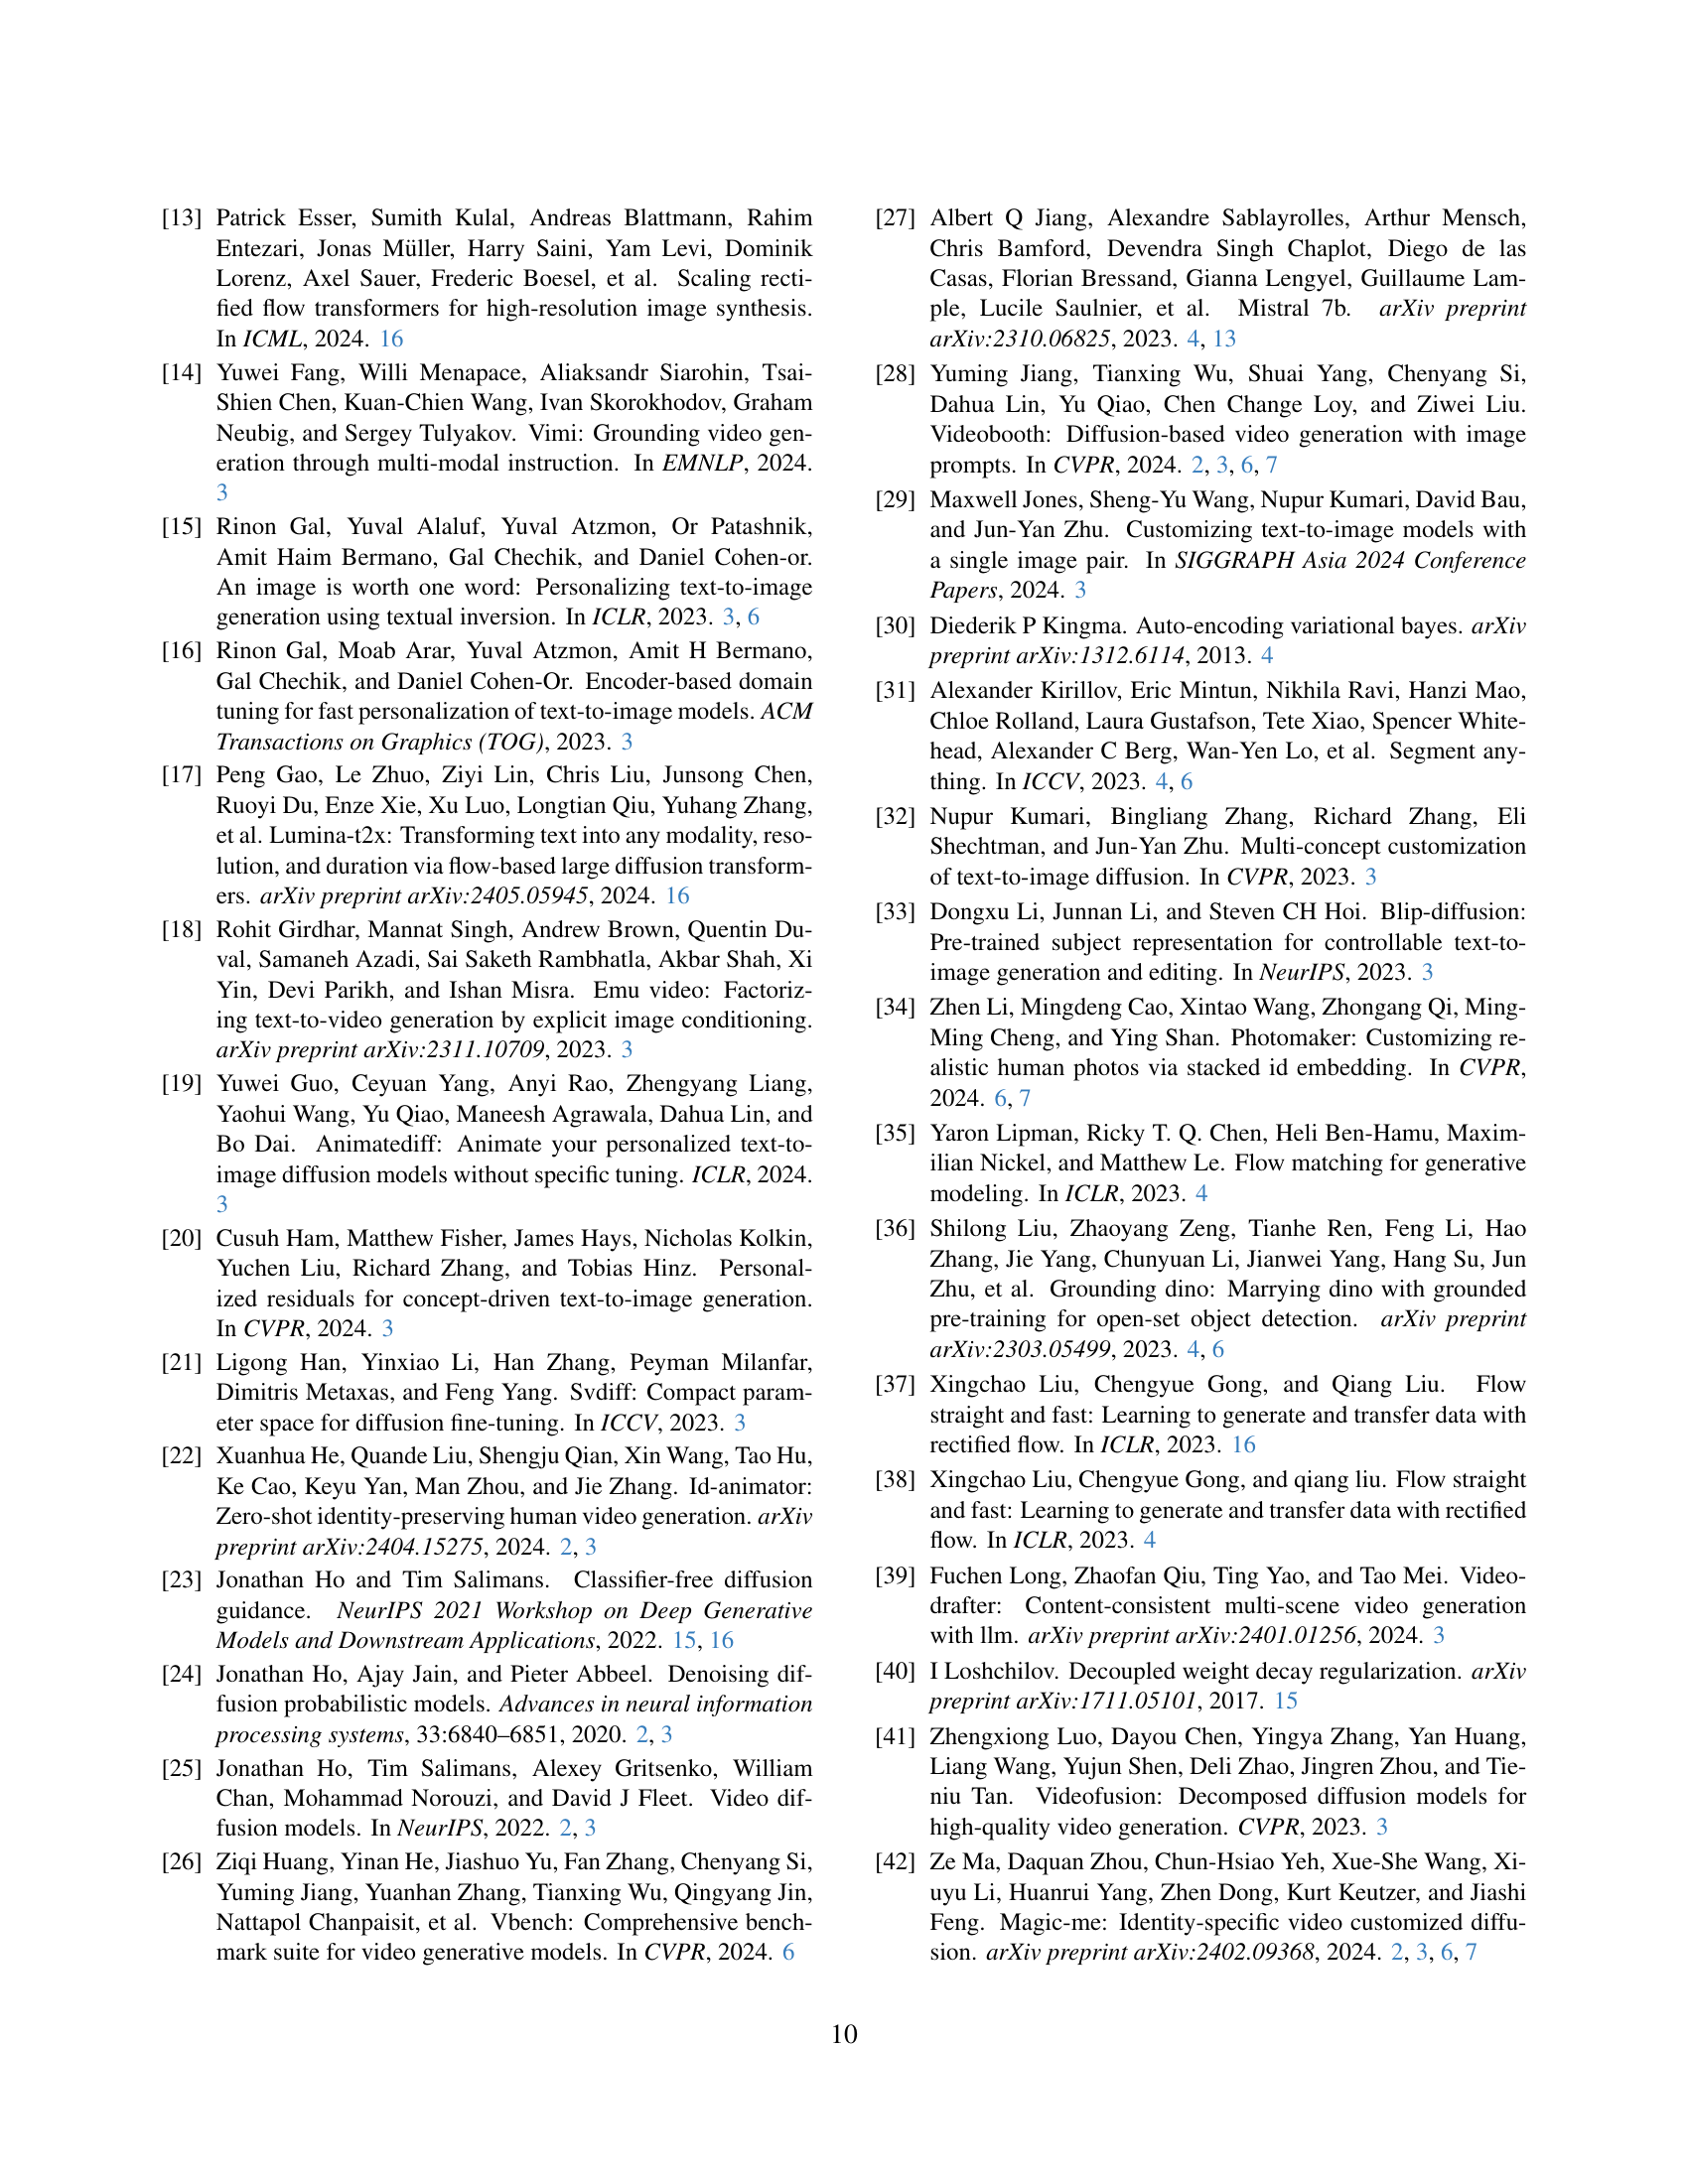 [13] Patrick Esser, Sumith Kulal, Andreas Blattmann, Rahim
Entezari, Jonas Müller, Harry Saini, Yam Levi, Dominik
Lorenz, Axel Sauer, Frederic Boesel, et al. Scaling recti-
fied flow transformers for high-resolution image synthesis.
In ICML, 2024. 16
[14] Yuwei Fang, Willi Menapace, Aliaksandr Siarohin, Tsai-
Shien Chen, Kuan-Chien Wang, Ivan Skorokhodov, Graham
Neubig, and Sergey Tulyakov. Vimi: Grounding video gen-
eration through multi-modal instruction. In EMNLP, 2024.
3
[15] Rinon Gal, Yuval Alaluf, Yuval Atzmon, Or Patashnik,
Amit Haim Bermano, Gal Chechik, and Daniel Cohen-or.
An image is worth one word: Personalizing text-to-image
generation using textual inversion. In ICLR, 2023. 3, 6
[16] Rinon Gal, Moab Arar, Yuval Atzmon, Amit H Bermano,
Gal Chechik, and Daniel Cohen-Or. Encoder-based domain
tuning for fast personalization of text-to-image models. ACM
Transactions on Graphics (TOG), 2023. 3
[17] Peng Gao, Le Zhuo, Ziyi Lin, Chris Liu, Junsong Chen,
Ruoyi Du, Enze Xie, Xu Luo, Longtian Qiu, Yuhang Zhang,
et al. Lumina-t2x: Transforming text into any modality, reso-
lution, and duration via flow-based large diffusion transform-
ers. arXiv preprint arXiv:2405.05945, 2024. 16
[18] Rohit Girdhar, Mannat Singh, Andrew Brown, Quentin Du-
val, Samaneh Azadi, Sai Saketh Rambhatla, Akbar Shah, Xi
Yin, Devi Parikh, and Ishan Misra. Emu video: Factoriz-
ing text-to-video generation by explicit image conditioning.
arXiv preprint arXiv:2311.10709, 2023. 3
[19] Yuwei Guo, Ceyuan Yang, Anyi Rao, Zhengyang Liang,
Yaohui Wang, Yu Qiao, Maneesh Agrawala, Dahua Lin, and
Bo Dai. Animatediff: Animate your personalized text-to-
image diffusion models without specific tuning. ICLR, 2024.
3
[20] Cusuh Ham, Matthew Fisher, James Hays, Nicholas Kolkin,
Yuchen Liu, Richard Zhang, and Tobias Hinz. Personal-
ized residuals for concept-driven text-to-image generation.
In CVPR, 2024. 3
[21] Ligong Han, Yinxiao Li, Han Zhang, Peyman Milanfar,
Dimitris Metaxas, and Feng Yang. Svdiff: Compact param-
eter space for diffusion fine-tuning. In ICCV, 2023. 3
[22] Xuanhua He, Quande Liu, Shengju Qian, Xin Wang, Tao Hu,
Ke Cao, Keyu Yan, Man Zhou, and Jie Zhang. Id-animator:
Zero-shot identity-preserving human video generation. arXiv
preprint arXiv:2404.15275, 2024. 2, 3
[23] Jonathan Ho and Tim Salimans. Classifier-free diffusion
guidance. NeurIPS 2021 Workshop on Deep Generative
Models and Downstream Applications, 2022. 15, 16
[24] Jonathan Ho, Ajay Jain, and Pieter Abbeel. Denoising dif-
fusion probabilistic models. Advances in neural information
processing systems, 33:6840–6851, 2020. 2, 3
[25] Jonathan Ho, Tim Salimans, Alexey Gritsenko, William
Chan, Mohammad Norouzi, and David J Fleet. Video dif-
fusion models. In NeurIPS, 2022. 2, 3
[26] Ziqi Huang, Yinan He, Jiashuo Yu, Fan Zhang, Chenyang Si,
Yuming Jiang, Yuanhan Zhang, Tianxing Wu, Qingyang Jin,
Nattapol Chanpaisit, et al. Vbench: Comprehensive bench-
mark suite for video generative models. In CVPR, 2024. 6
[27] Albert Q Jiang, Alexandre Sablayrolles, Arthur Mensch,
Chris Bamford, Devendra Singh Chaplot, Diego de las
Casas, Florian Bressand, Gianna Lengyel, Guillaume Lam-
ple, Lucile Saulnier, et al. Mistral 7b. arXiv preprint
arXiv:2310.06825, 2023. 4, 13
[28] Yuming Jiang, Tianxing Wu, Shuai Yang, Chenyang Si,
Dahua Lin, Yu Qiao, Chen Change Loy, and Ziwei Liu.
Videobooth: Diffusion-based video generation with image
prompts. In CVPR, 2024. 2, 3, 6, 7
[29] Maxwell Jones, Sheng-Yu Wang, Nupur Kumari, David Bau,
and Jun-Yan Zhu. Customizing text-to-image models with
a single image pair. In SIGGRAPH Asia 2024 Conference
Papers, 2024. 3
[30] Diederik P Kingma. Auto-encoding variational bayes. arXiv
preprint arXiv:1312.6114, 2013. 4
[31] Alexander Kirillov, Eric Mintun, Nikhila Ravi, Hanzi Mao,
Chloe Rolland, Laura Gustafson, Tete Xiao, Spencer White-
head, Alexander C Berg, Wan-Yen Lo, et al. Segment any-
thing. In ICCV, 2023. 4, 6
[32] Nupur Kumari, Bingliang Zhang, Richard Zhang, Eli
Shechtman, and Jun-Yan Zhu. Multi-concept customization
of text-to-image diffusion. In CVPR, 2023. 3
[33] Dongxu Li, Junnan Li, and Steven CH Hoi. Blip-diffusion:
Pre-trained subject representation for controllable text-to-
image generation and editing. In NeurIPS, 2023. 3
[34] Zhen Li, Mingdeng Cao, Xintao Wang, Zhongang Qi, Ming-
Ming Cheng, and Ying Shan. Photomaker: Customizing re-
alistic human photos via stacked id embedding. In CVPR,
2024. 6, 7
[35] Yaron Lipman, Ricky T. Q. Chen, Heli Ben-Hamu, Maxim-
ilian Nickel, and Matthew Le. Flow matching for generative
modeling. In ICLR, 2023. 4
[36] Shilong Liu, Zhaoyang Zeng, Tianhe Ren, Feng Li, Hao
Zhang, Jie Yang, Chunyuan Li, Jianwei Yang, Hang Su, Jun
Zhu, et al. Grounding dino: Marrying dino with grounded
pre-training for open-set object detection. arXiv preprint
arXiv:2303.05499, 2023. 4, 6
[37] Xingchao Liu, Chengyue Gong, and Qiang Liu. Flow
straight and fast: Learning to generate and transfer data with
rectified flow. In ICLR, 2023. 16
[38] Xingchao Liu, Chengyue Gong, and qiang liu. Flow straight
and fast: Learning to generate and transfer data with rectified
flow. In ICLR, 2023. 4
[39] Fuchen Long, Zhaofan Qiu, Ting Yao, and Tao Mei. Video-
drafter: Content-consistent multi-scene video generation
with llm. arXiv preprint arXiv:2401.01256, 2024. 3
[40] I Loshchilov. Decoupled weight decay regularization. arXiv
preprint arXiv:1711.05101, 2017. 15
[41] Zhengxiong Luo, Dayou Chen, Yingya Zhang, Yan Huang,
Liang Wang, Yujun Shen, Deli Zhao, Jingren Zhou, and Tie-
niu Tan. Videofusion: Decomposed diffusion models for
high-quality video generation. CVPR, 2023. 3
[42] Ze Ma, Daquan Zhou, Chun-Hsiao Yeh, Xue-She Wang, Xi-
uyu Li, Huanrui Yang, Zhen Dong, Kurt Keutzer, and Jiashi
Feng. Magic-me: Identity-specific video customized diffu-
sion. arXiv preprint arXiv:2402.09368, 2024. 2, 3, 6, 7
10